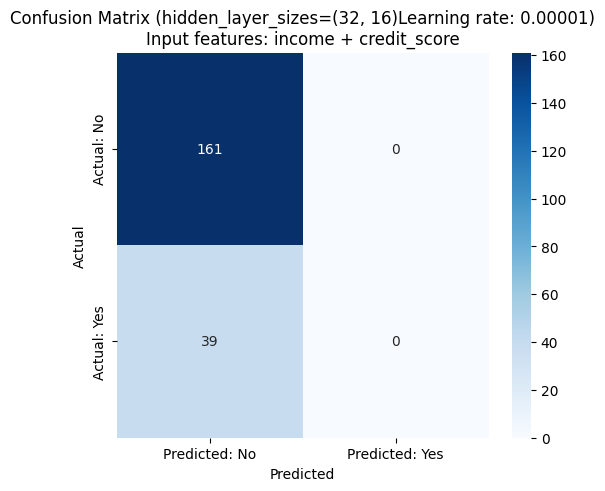 Confusion Matrix (hidden_layer_sizes=(32, 16)Learning rate: 0.00001)
Input features: income + credit_score
Actual
Actual: No
161
0
Actual: Yes
39
0
Predicted: No
Predicted: Yes
Predicted
160
140
120
100
80
60
40
20
0